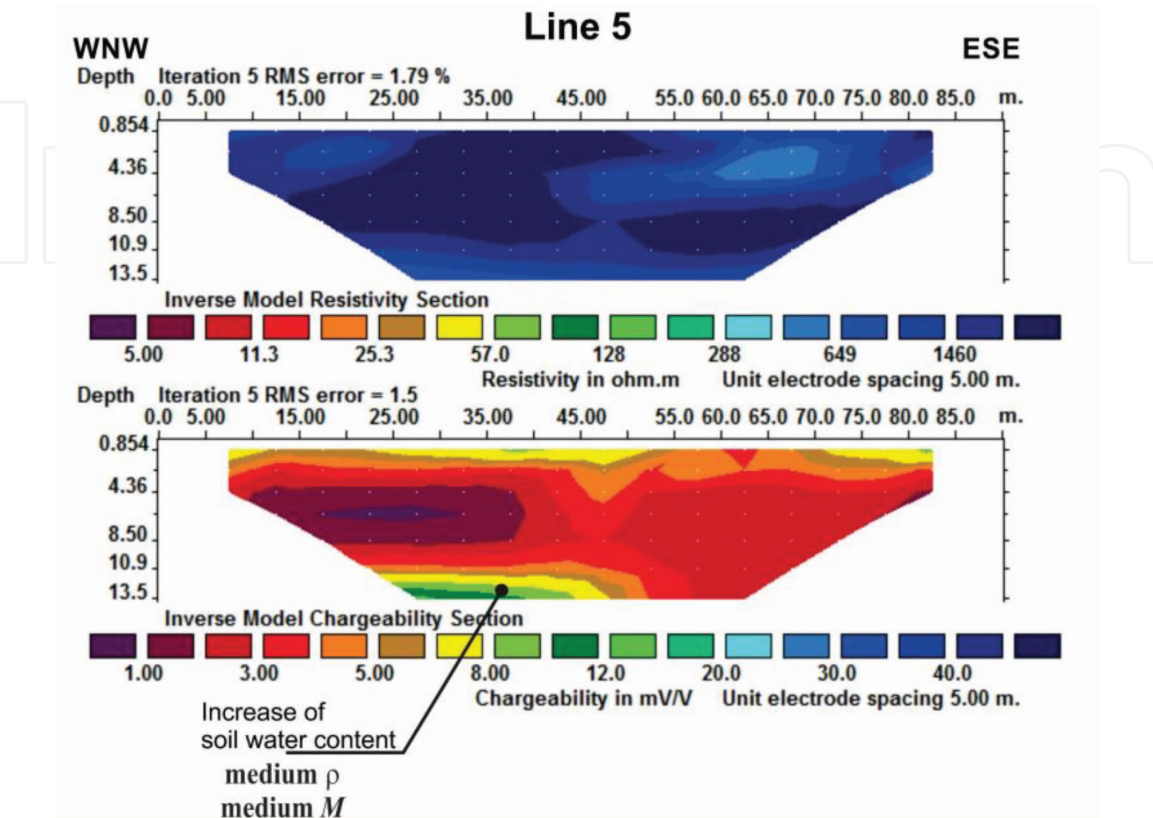 Line 5
WNW ESE
Depth Iteration 5 RMS error = 1.79 %
0.0 5.00 15.00 25.00 35.00 45.00 55.0 60.0 65.0 70.0 75.0 80.0 85.0 m.
0.854
4.36
8.50
10.9
13.5
Inverse Model Resistivity Section
5.00 11.3 25.3 57.0 128 288 649 1460
Resistivity in ohm.m Unit electrode spacing 5.00 m.
Depth Iteration 5 RMS error = 1.5
0.0 5.00 15.00 25.00 35.00 45.00 55.0 60.0 65.0 70.0 75.0 80.0 85.0 m.
0.854
4.36
8.50
10.9
13.5
Inverse Model Chargeability Section
1.00 3.00 5.00 8.00 12.0 20.0 30.0 40.0
Chargeability in mV/V Unit electrode spacing 5.00 m.
Increase of
soil water content
medium ρ
medium M